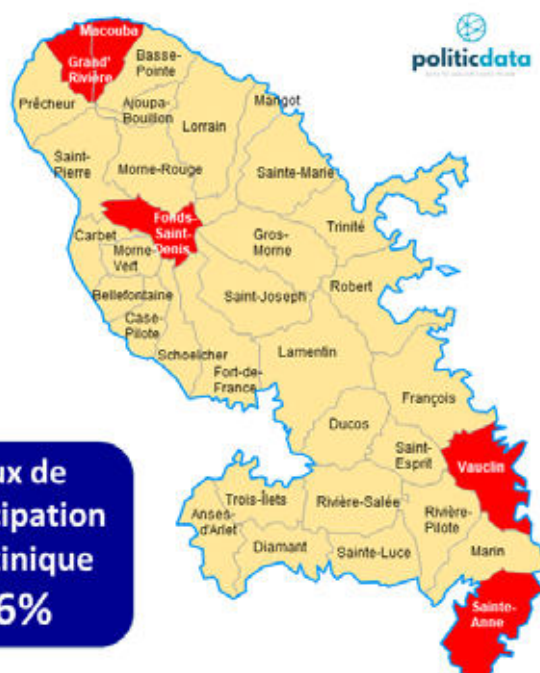 Macouba
politicdata
Grand'
Rivière
Basse-
Pointe
Prêcheur
Ajoupa-
Bouillon
Lorrain
Marigot
Saint-
Pierre
Morne-Rouge
Sainte-Marie
Fonds-
Saint-
Denis
Trinité
Carbet
Gros-
Morne
Morne-
Vert
Robert
Bellefontaine
Saint-Joseph
Case-
Pilote
Schoelcher
Lamentin
Fort-de-
France
François
Ducos
Saint-
Esprit
Vauclin
ux de
cipation
tinique
6%
Trois-Îlets
Rivière-Salée
Anses-
d'Arlet
Rivière-
Pilote
Diamant
Sainte-Luce
Marin
Sainte-
Anne